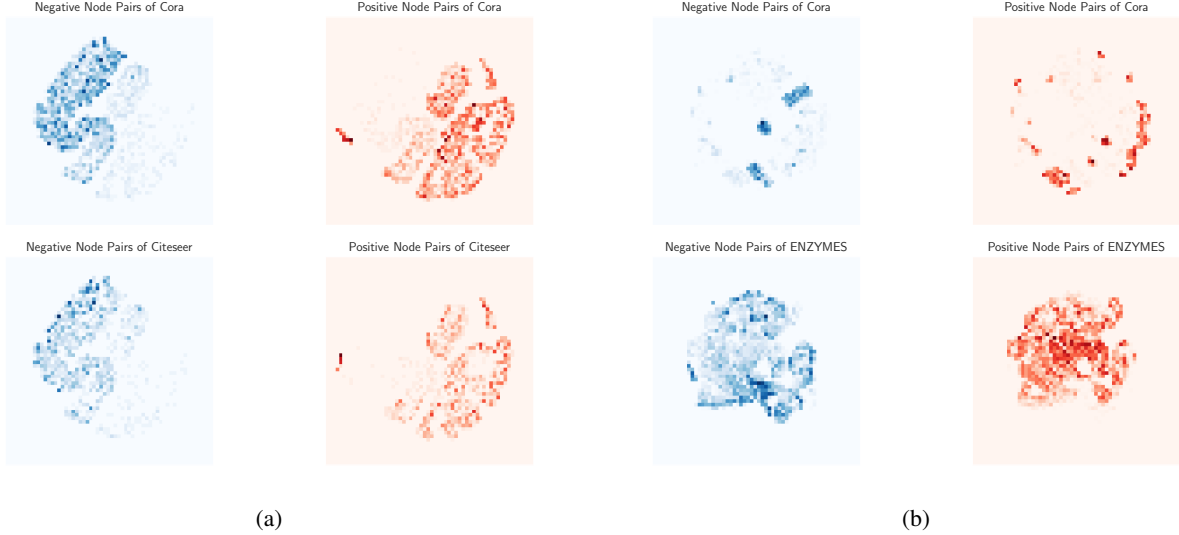 Negative Node Pairs of Cora
Positive Node Pairs of Cora
Negative Node Pairs of Cora
Positive Node Pairs of Cora
Negative Node Pairs of Citeseer
Positive Node Pairs of Citeseer
Negative Node Pairs of ENZYMES
Positive Node Pairs of ENZYMES
(a)
(b)